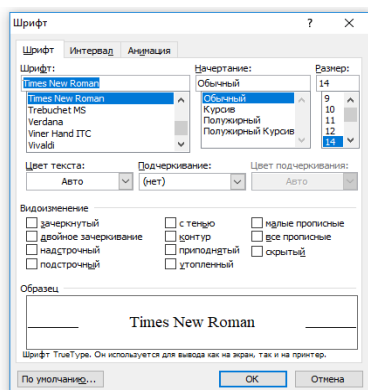 Шрифт ? ×
Шрифт Интервал Анимация
Шрифт: Начертание: Размер:
Times New Roman Обычный 14
Times New Roman Обычный 9
Trebuchet MS Курсив 10
Verdana Полужирный 11
Viner Hand ITC Полужирный Курсив 12
Vivaldi 14
Цвет текста: Подчеркивание: Цвет подчеркивания:
Авто (нет) Авто
Видоизменение
зачеркнутый с тенью малые прописные
двойное зачеркивание контур все прописные
надстрочный приподнятый скрытый
подстрочный утопленный
Образец
Times New Roman
Шрифт TrueType. Он используется для вывода как на экран, так и на принтер.
По умолчанию... ОК Отмена